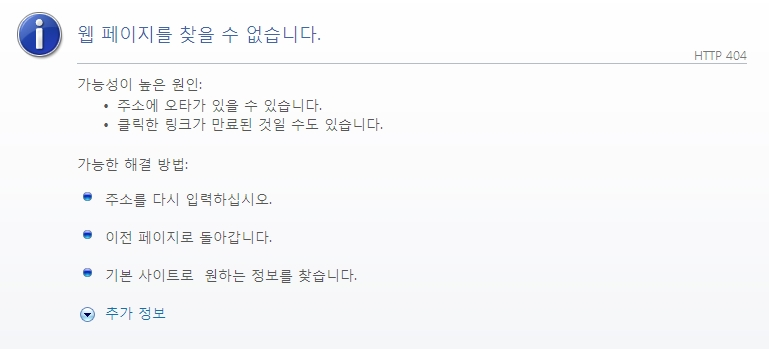 웹 페이지를 찾을 수 없습니다.
HTTP 404
가능성이 높은 원인:
• 주소에 오타가 있을 수 있습니다.
• 클릭한 링크가 만료된 것일 수도 있습니다.
가능한 해결 방법:
주소를 다시 입력하십시오.
이전 페이지로 돌아갑니다.
기본 사이트로  원하는 정보를 찾습니다.
추가 정보